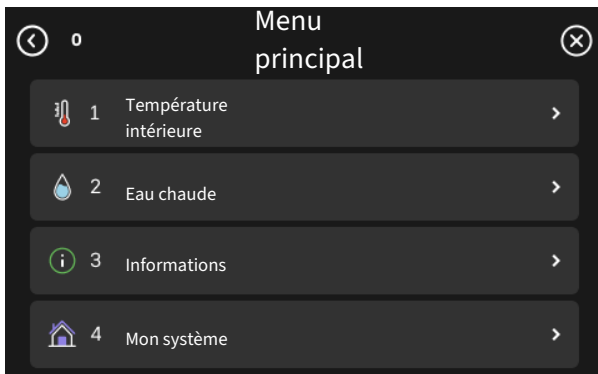 0
Menu
principal
1 Température
intérieure
2 Eau chaude
3 Informations
4 Mon système